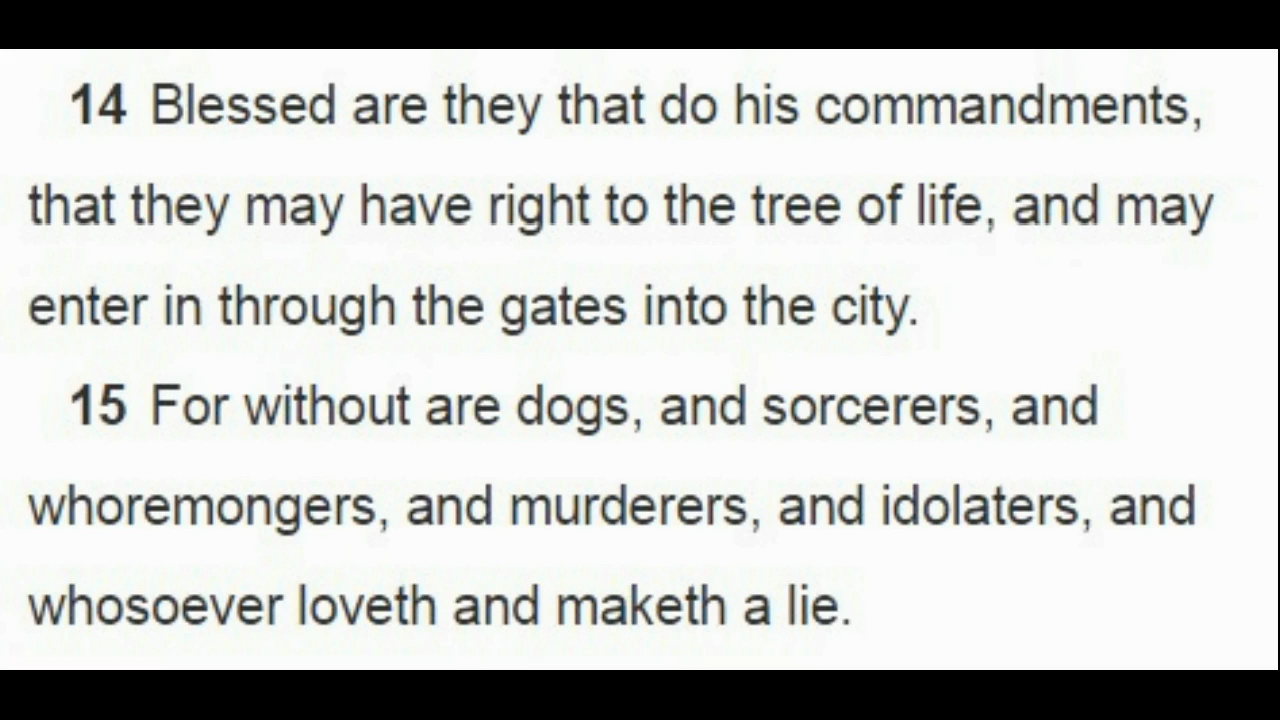 14 Blessed are they that do his commandments,
that they may have right to the tree of life, and may
enter in through the gates into the city.
15 For without are dogs, and sorcerers, and
whoremongers, and murderers, and idolaters, and
whosoever loveth and maketh a lie.